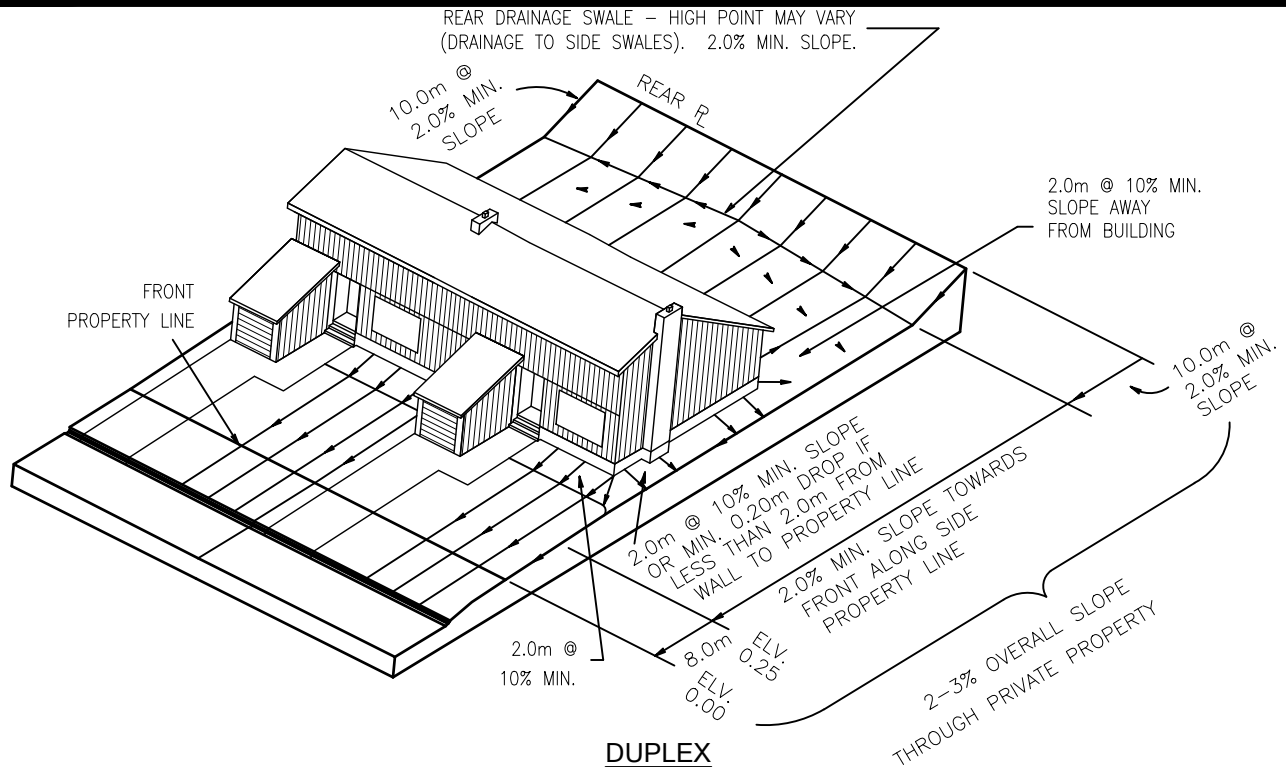 REAR DRAINAGE SWALE – HIGH POINT MAY VARY
(DRAINAGE TO SIDE SWALES). 2.0% MIN. SLOPE.
10.0m @
2.0% MIN.
SLOPE
REAR PL
2.0m @ 10% MIN.
SLOPE AWAY
FROM BUILDING
FRONT
PROPERTY LINE
10.0m @
2.0% MIN.
SLOPE
2.0m @ 10% MIN. SLOPE
OR MIN. 0.20m DROP IF
LESS THAN 2.0m FROM
WALL TO PROPERTY LINE
2.0% MIN. SLOPE TOWARDS
FRONT ALONG SIDE
PROPERTY LINE
2.0m @
10% MIN.
8.0m
ELV.
0.25
ELV.
0.00
2–3% OVERALL SLOPE
THROUGH PRIVATE PROPERTY
DUPLEX